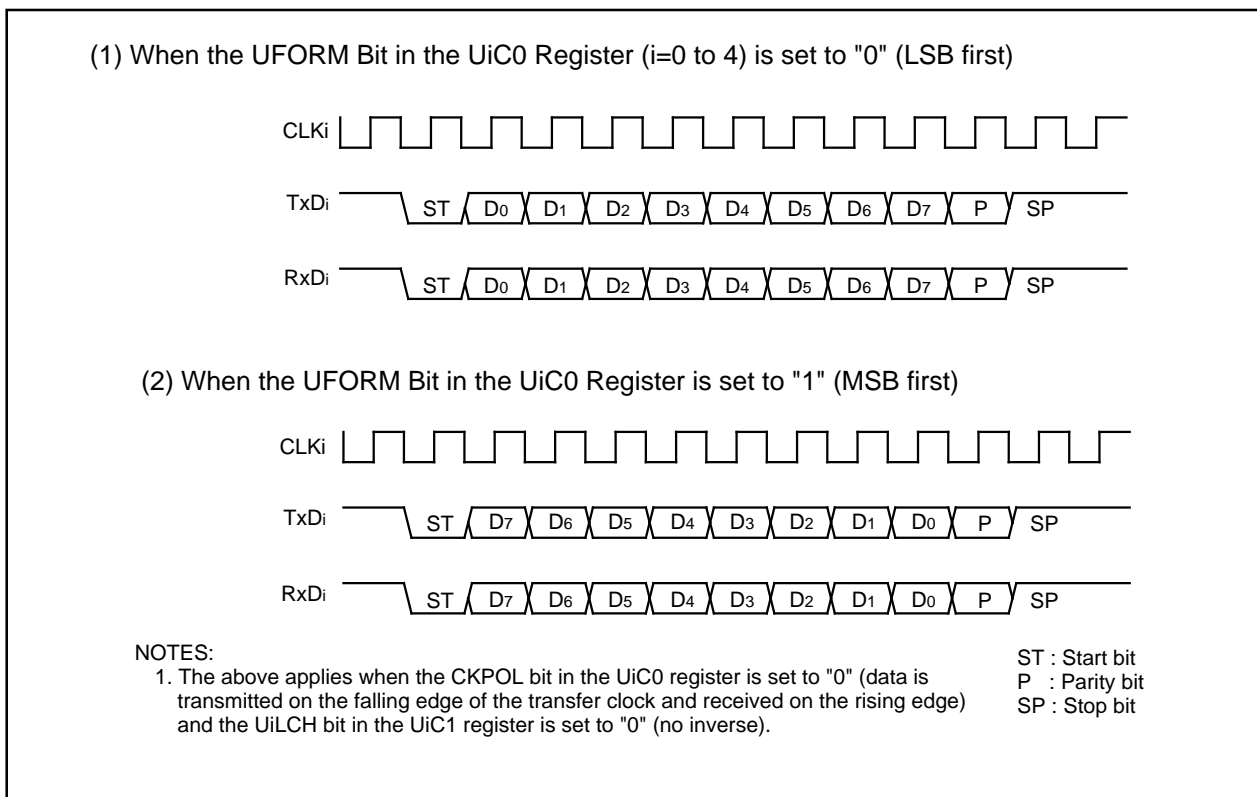 (1) When the UFORM Bit in the UiC0 Register (i=0 to 4) is set to "0" (LSB first)
CLKi
TxDi ST D0 D1 D2 D3 D4 D5 D6 D7 P SP
RxDi ST D0 D1 D2 D3 D4 D5 D6 D7 P SP
(2) When the UFORM Bit in the UiC0 Register is set to "1" (MSB first)
CLKi
TxDi ST D7 D6 D5 D4 D3 D2 D1 D0 P SP
RxDi ST D7 D6 D5 D4 D3 D2 D1 D0 P SP
NOTES:
1. The above applies when the CKPOL bit in the UiC0 register is set to "0" (data is
transmitted on the falling edge of the transfer clock and received on the rising edge)
and the UiLCH bit in the UiC1 register is set to "0" (no inverse).
ST : Start bit
P : Parity bit
SP : Stop bit